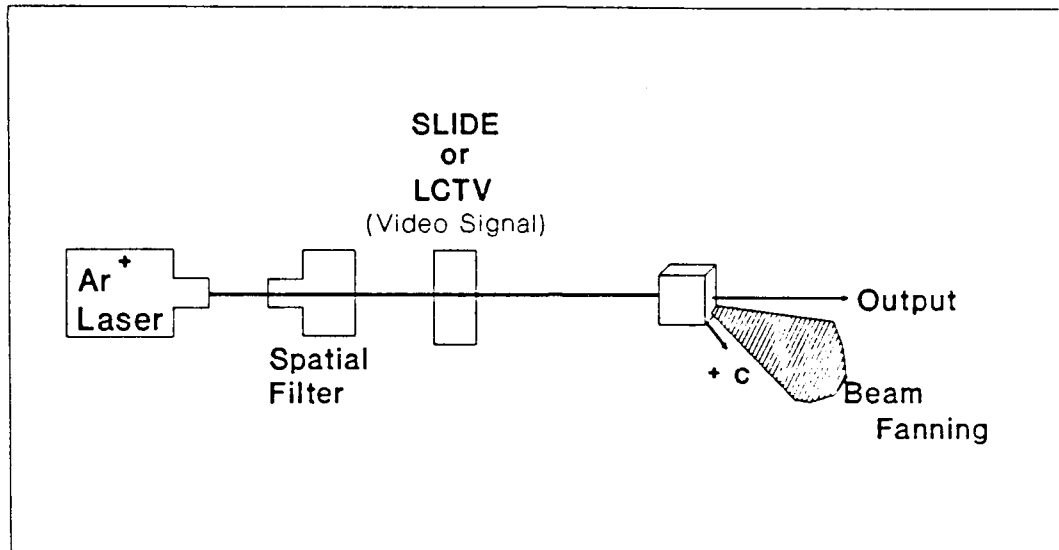 SLIDE
or
LCTV
(Video Signal)
Ar +
Laser
Spatial
Filter
Output
+ C
Beam
Fanning